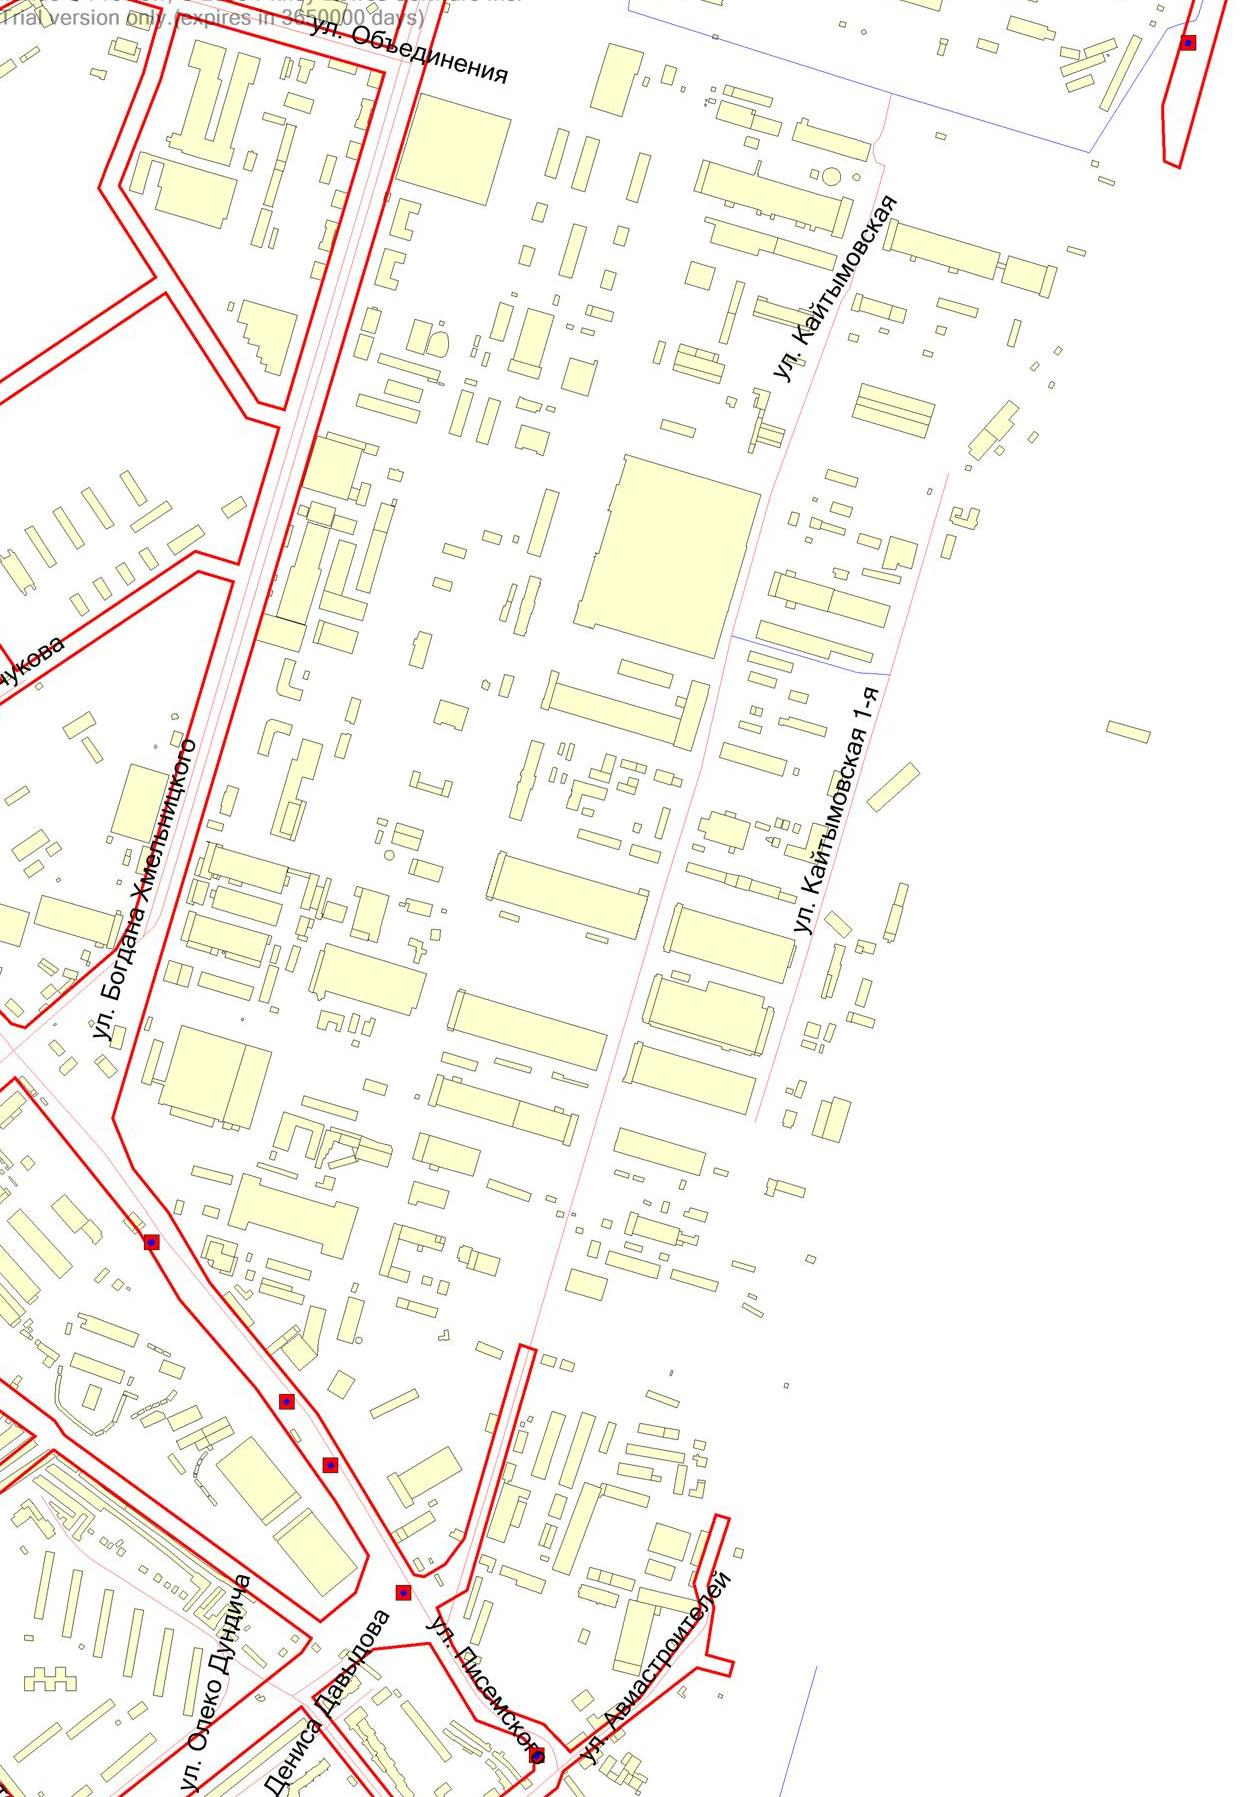 Trial version only.(expires in 3650000 days)
ул. Объединения
ул. Кайтымовская
ул. Кайтымовская 1-я
ул. Богдана Хмельницкого
ул. Олеко Дундича
Дениса Давыдова
ул. Писемского
ул. Авиастроителей